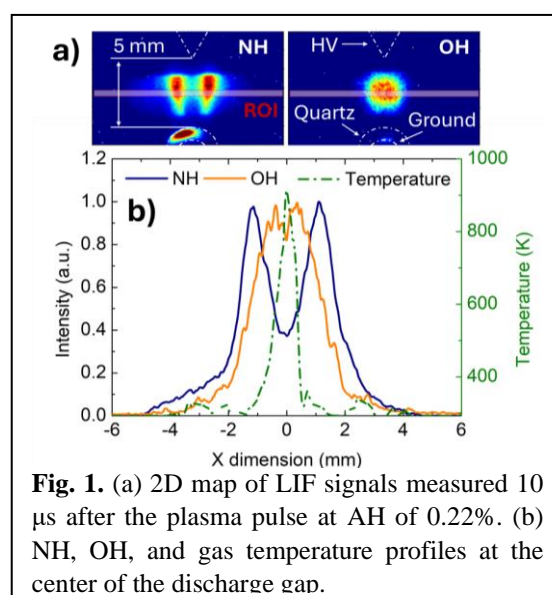 a)
5 mm
NH
HV
OH
ROI
Quartz
Ground
1.2
1000
NH OH Temperature
b)
1.0
0.8
800
0.6
600
0.4
0.2
400
0.0
Intensity (a.u.)
Temperature (K)
-6 -4 -2 0 2 4 6
X dimension (mm)
Fig. 1. (a) 2D map of LIF signals measured 10
μs after the plasma pulse at AH of 0.22%. (b)
NH, OH, and gas temperature profiles at the
center of the discharge gap.